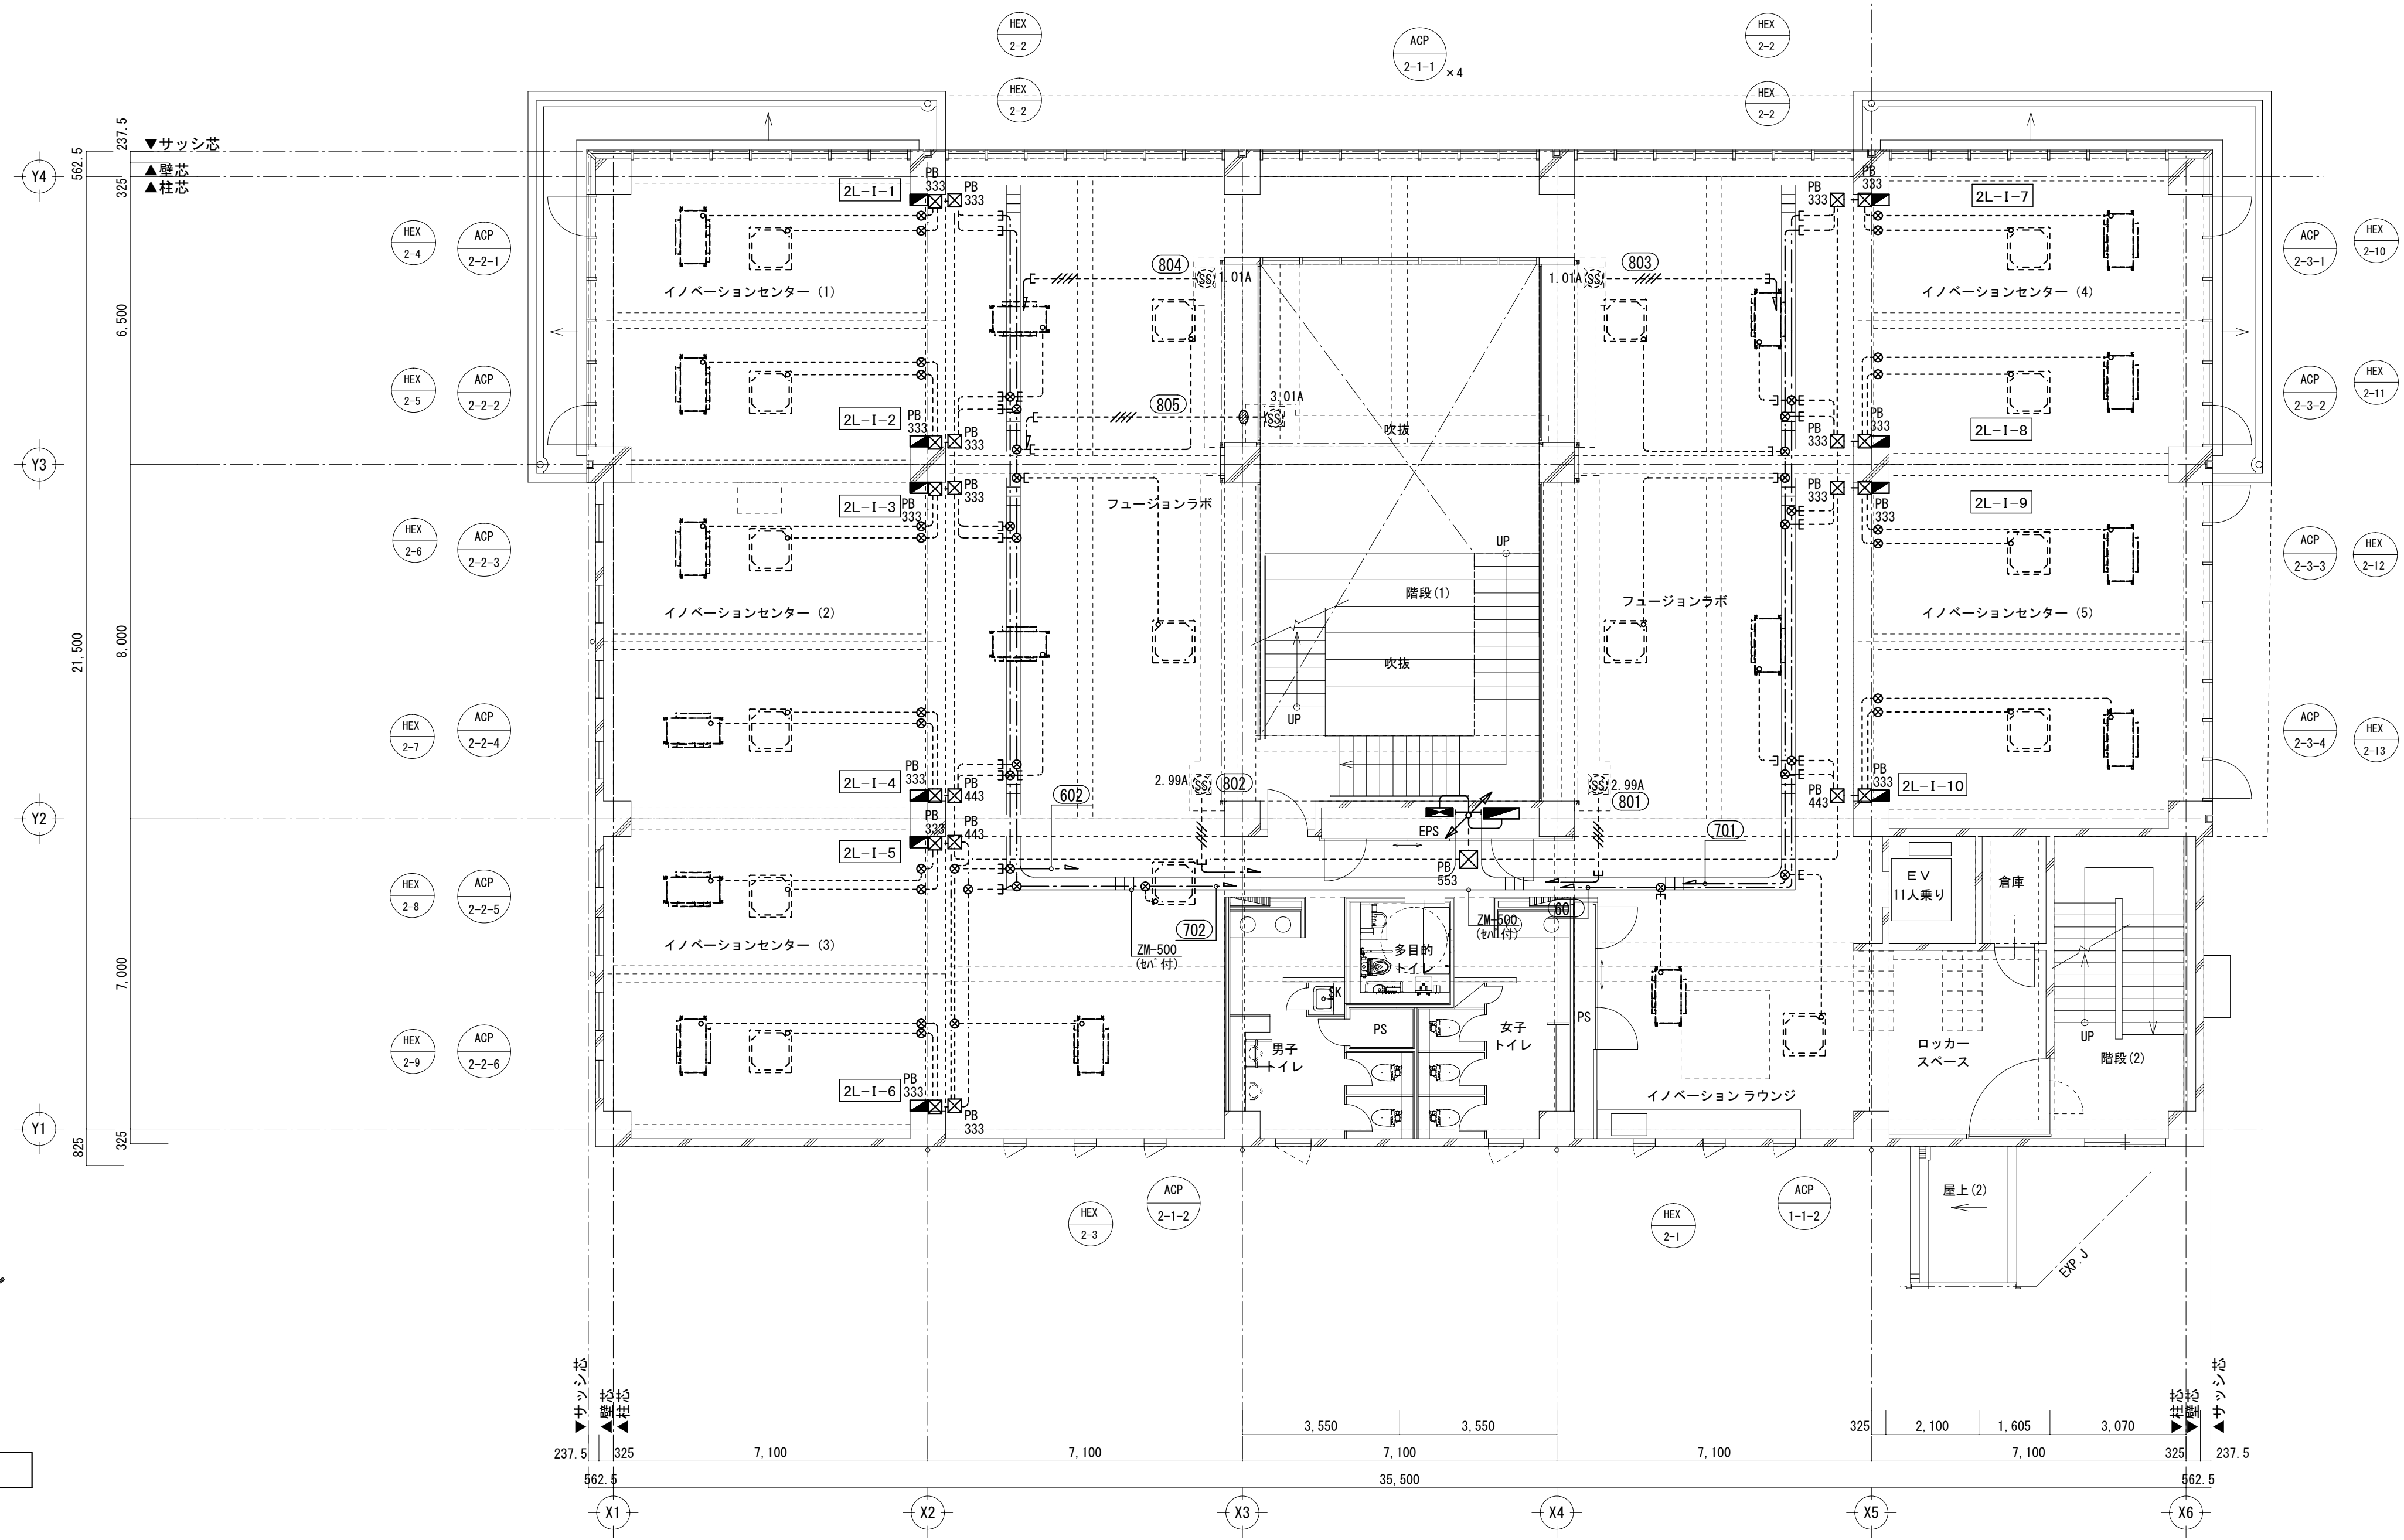 HEX
2-2
HEX
2-2
ACP
2-1-1
×4
HEX
2-2
HEX
2-2
▼サッシ芯
▲壁芯
▲柱芯
237.5
562.5
325
6,500
8,000
21,500
7,000
825
325
Y4
Y3
Y2
Y1
HEX
2-4
ACP
2-2-1
HEX
2-5
ACP
2-2-2
HEX
2-6
ACP
2-2-3
HEX
2-7
ACP
2-2-4
HEX
2-8
ACP
2-2-5
HEX
2-9
ACP
2-2-6
2L-I-1
PB
333
PB
333
イノベーションセンター (1)
2L-I-2
PB
333
PB
333
2L-I-3
PB
333
PB
333
イノベーションセンター (2)
2L-I-4
PB
333
PB
443
2L-I-5
PB
333
PB
443
イノベーションセンター (3)
2L-I-6
PB
333
PB
333
804
SS
1.01A
805
3.01A
SS
フュージョンラボ
2.99A
SS
802
602
702
ZM-500
(セパ付)
吹抜
階段(1)
吹抜
UP
UP
EPS
PB
553
1.01A
SS
803
フュージョンラボ
SS
2.99A
801
701
601
ZM-500
(セパ付)
多目的
トイレ
SK
PS
男子
トイレ
女子
トイレ
PS
イノベーション ラウンジ
PB
333
PB
333
2L-I-7
イノベーションセンター (4)
PB
333
PB
333
2L-I-8
PB
333
PB
333
2L-I-9
イノベーションセンター (5)
PB
443
PB
333
2L-I-10
EV
11人乗り
倉庫
ロッカー
スペース
UP
階段(2)
屋上(2)
EXP.J
ACP
2-3-1
HEX
2-10
ACP
2-3-2
HEX
2-11
ACP
2-3-3
HEX
2-12
ACP
2-3-4
HEX
2-13
HEX
2-3
ACP
2-1-2
HEX
2-1
ACP
1-1-2
▼サッシ芯
▲壁芯
▲柱芯
▼柱芯
▼壁芯
▲サッシ芯
3,550
3,550
325
2,100
1,605
3,070
237.5
325
7,100
7,100
7,100
7,100
7,100
325
237.5
562.5
35,500
562.5
X1
X2
X3
X4
X5
X6